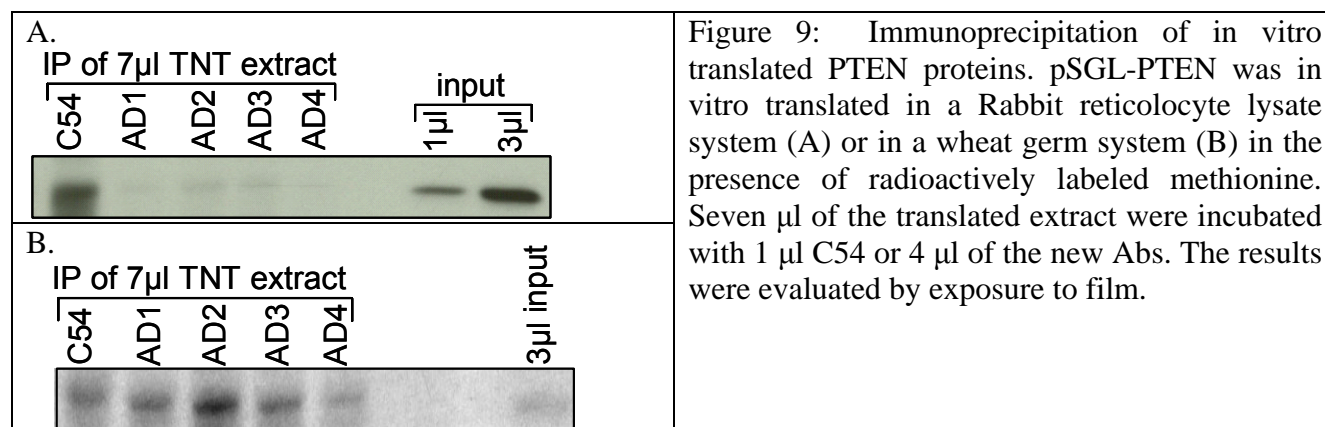 A.
IP of 7μl TNT extract
input
C54
AD1
AD2
AD3
AD4
1μl
3μl
B.
IP of 7μl TNT extract
C54
AD1
AD2
AD3
AD4
3μl input
Figure 9: Immunoprecipitation of in vitro
translated PTEN proteins. pSGL-PTEN was in
vitro translated in a Rabbit reticolocyte lysate
system (A) or in a wheat germ system (B) in the
presence of radioactively labeled methionine.
Seven μl of the translated extract were incubated
with 1 μl C54 or 4 μl of the new Abs. The results
were evaluated by exposure to film.